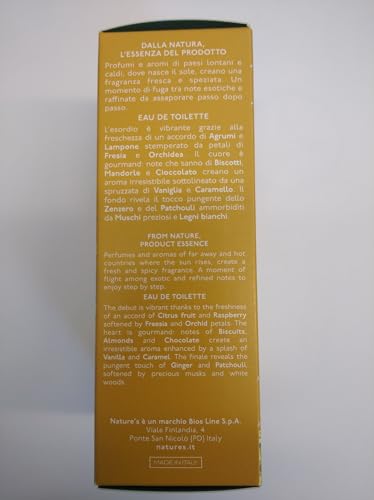 DALLA NATURA,
L'ESSENZA DEL PRODOTTO
Profumi e aromi di paesi lontani e
caldi, dove nasce il sole, creano una
fragranza fresca e speziata. Un
momento di fuga tra note esotiche e
raffinate da assaporare passo dopo
passo.
EAU DE TOILETTE
L'esordio è vibrante grazie alla
freschezza di un accordo di Agrumi e
Lampone stemperato da petali di
Fresia e Orchidea. Il cuore è
gourmand: note che sanno di Biscotti,
Mandorle e Cioccolato creano un
aroma irresistibile sottolineato da una
spruzzata di Vaniglia e Caramello. Il
fondo rivela il tocco pungente dello
Zenzero e del Patchouli ammorbiditi
da Muschi preziosi e Legni bianchi.
FROM NATURE,
PRODUCT ESSENCE
Perfumes and aromas of far away and hot
countries where the sun rises, create a
fresh and spicy fragrance. A moment of
flight among exotic and refined notes to
enjoy step by step.
EAU DE TOILETTE
The debut is vibrant thanks to the freshness
of an accord of Citrus fruit and Raspberry
softened by Freesia and Orchid petals. The
heart is gourmand: notes of Biscuits,
Almonds and Chocolate create an
irresistible aroma enhanced by a splash of
Vanilla and Caramel. The finale reveals the
pungent touch of Ginger and Patchouli,
softened by precious musks and white
woods.
Nature's è un marchio Bios Line S.p.A.
Viale Finlandia, 4
Ponte San Nicolò (PD) Italy
natures.it
MADE IN ITALY